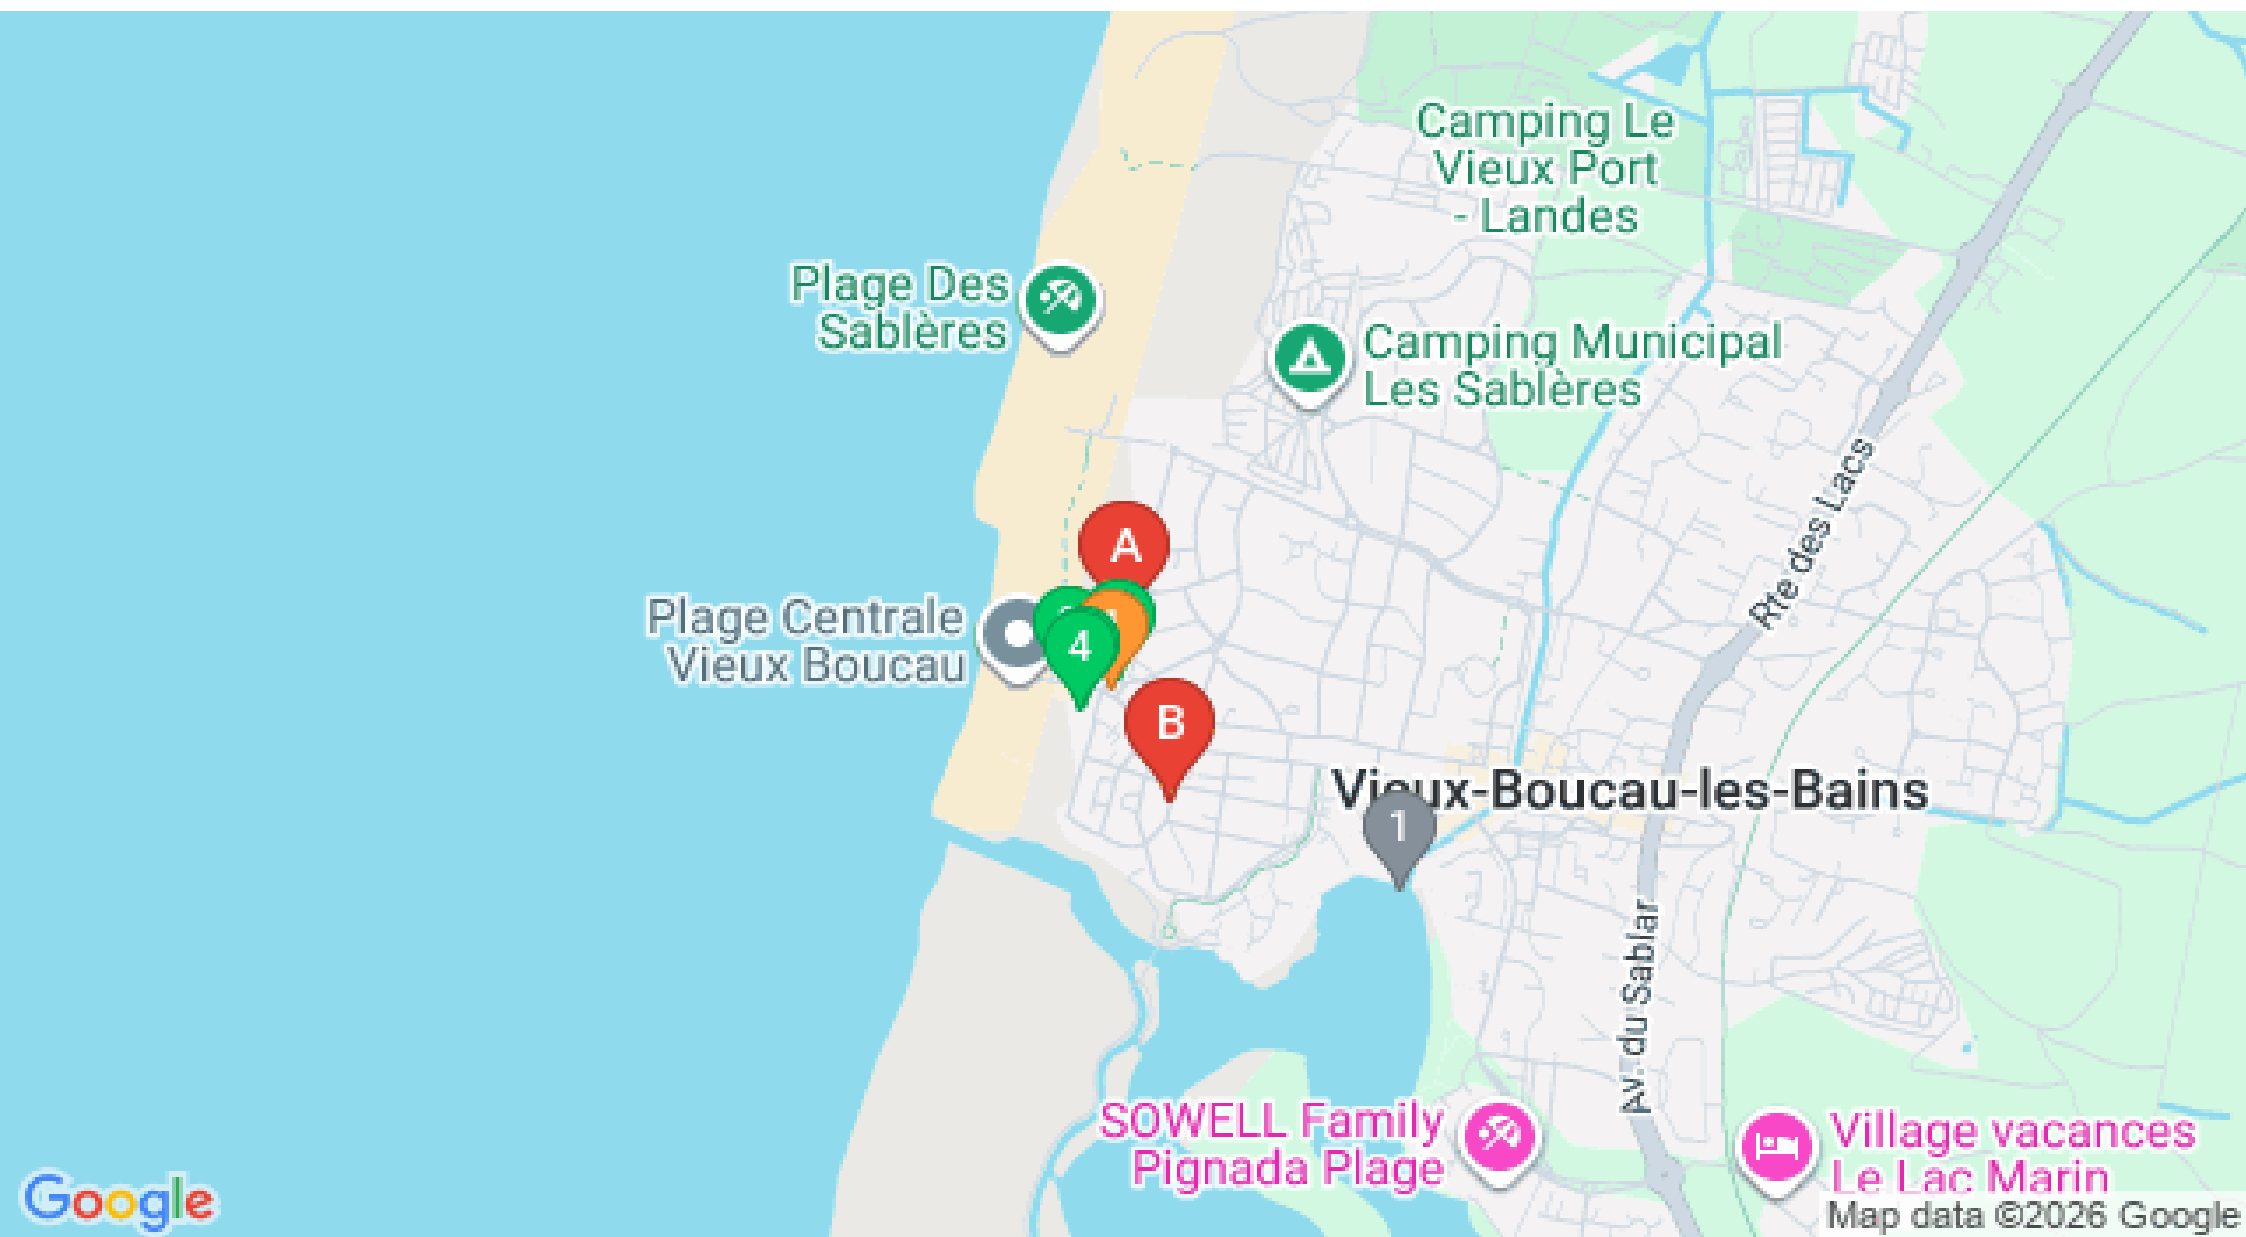 Camping Le
Vieux Port
- Landes
Plage Des
Sablères
Camping Municipal
Les Sablères
Rte des Lacs
A
Plage Centrale
Vieux Boucau
4
B
Vieux-Boucau-les-Bains
1
Av. du Sablar
SOWELL Family
Pignada Plage
Village vacances
Le Lac Marin
Google
Map data ©2026 Google